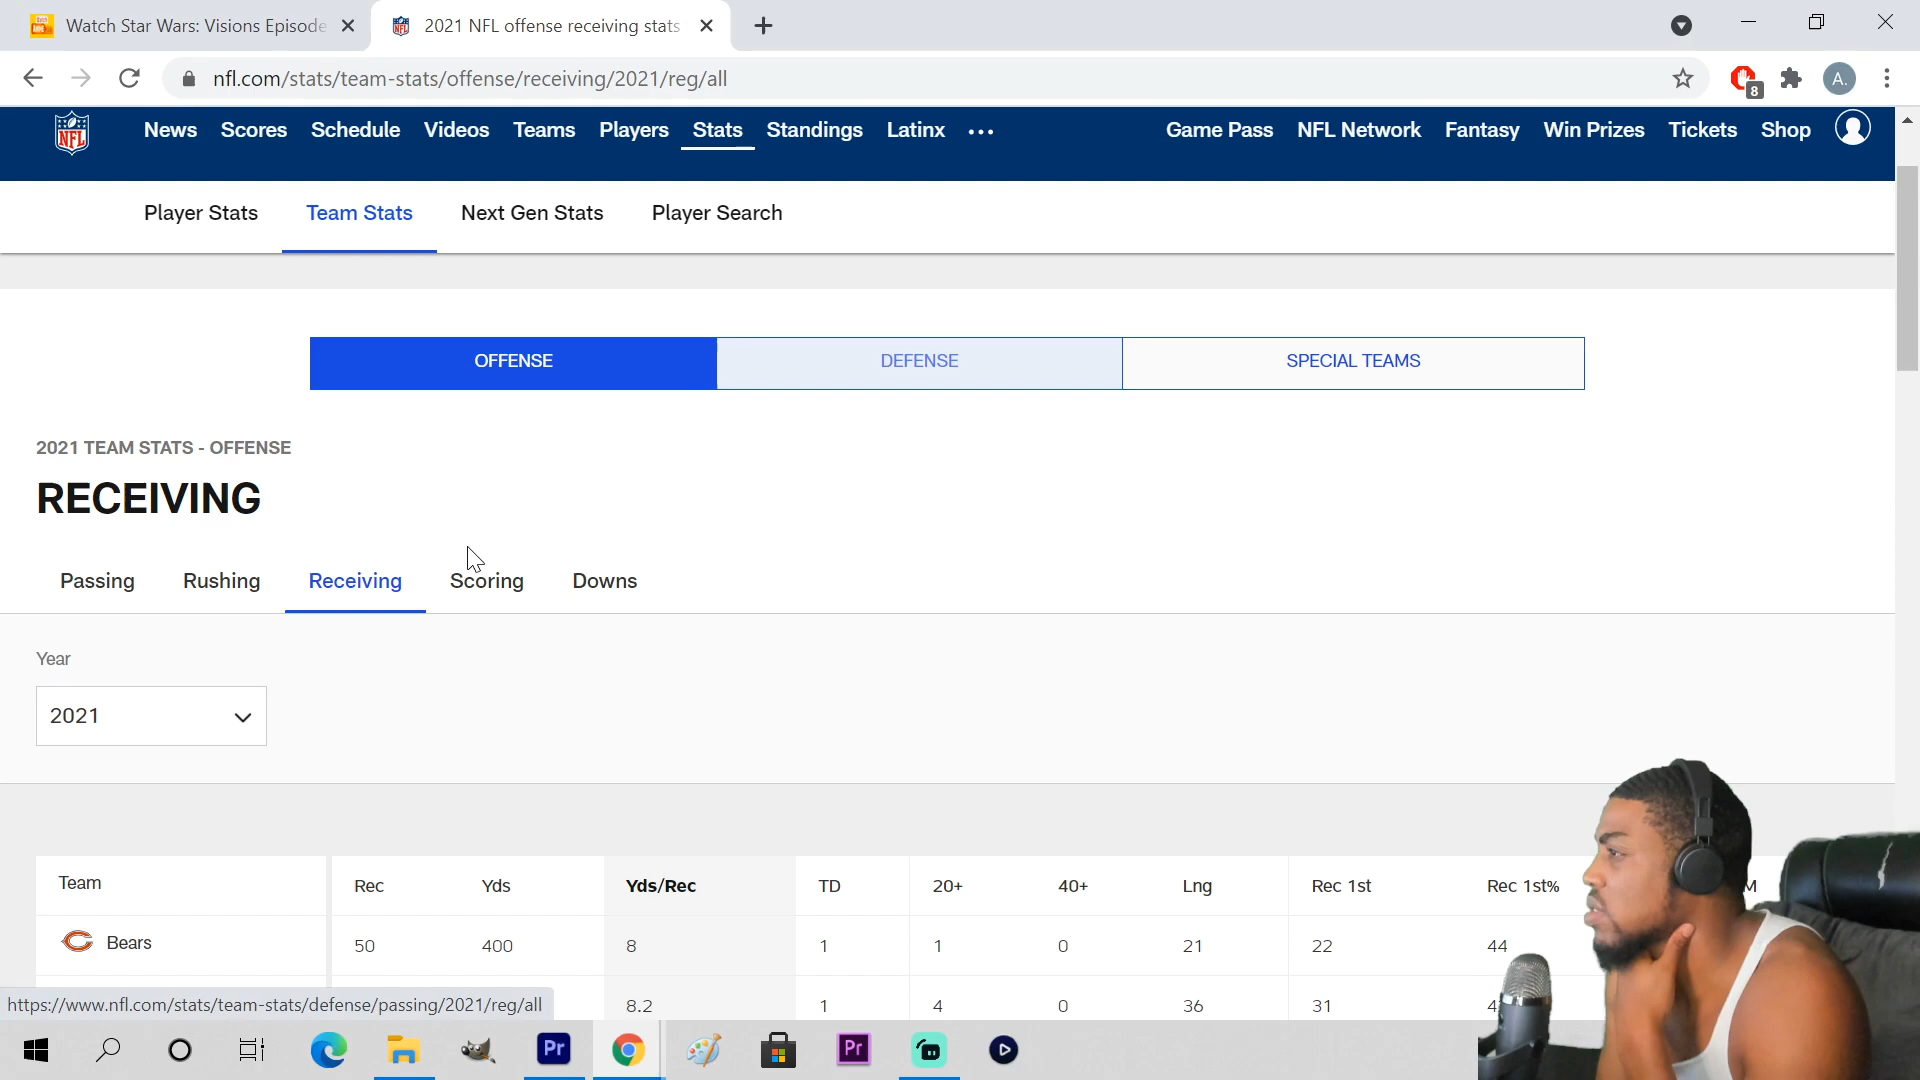 Watch Star Wars: Visions Episode
2021 NFL offense receiving stats
nfl.com/stats/team-stats/offense/receiving/2021/reg/all
8
A.
NFL
News Scores Schedule Videos Teams Players Stats Standings Latinx ••• Game Pass NFL Network Fantasy Win Prizes Tickets Shop
Player Stats Team Stats Next Gen Stats Player Search
OFFENSE DEFENSE SPECIAL TEAMS
2021 TEAM STATS - OFFENSE
RECEIVING
Passing Rushing Receiving Scoring Downs
Year
2021
Team Rec Yds Yds/Rec TD 20+ 40+ Lng Rec 1st Rec 1st% M
Bears 50 400 8 1 1 0 21 22 44
8.2 1 4 0 36 31
https://www.nfl.com/stats/team-stats/defense/passing/2021/reg/all
Pr Pr